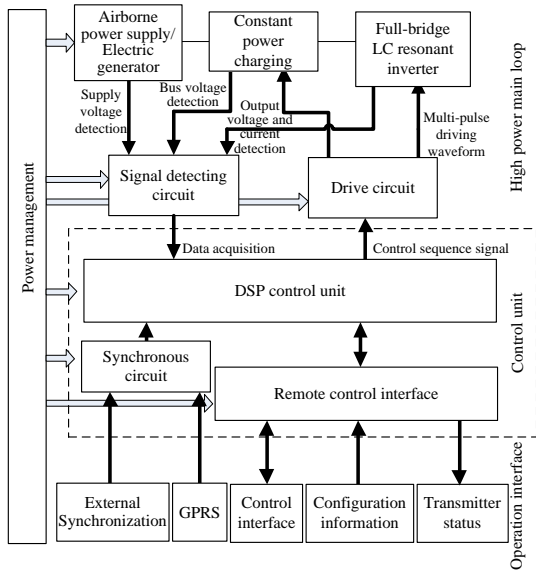 Airborne
power supply/
Electric
generator
Constant
power
charging
Full-bridge
LC resonant
inverter
High power main loop
Supply
voltage
detection
Bus voltage
detection
Output
voltage and
current
detection
Multi-pulse
driving
waveform
Signal detecting
circuit
Drive circuit
Power management
Data acquisition
Control sequence signal
DSP control unit
Control unit
Synchronous
circuit
Remote control interface
External
Synchronization
GPRS
Control
interface
Configuration
information
Transmitter
status
Operation interface